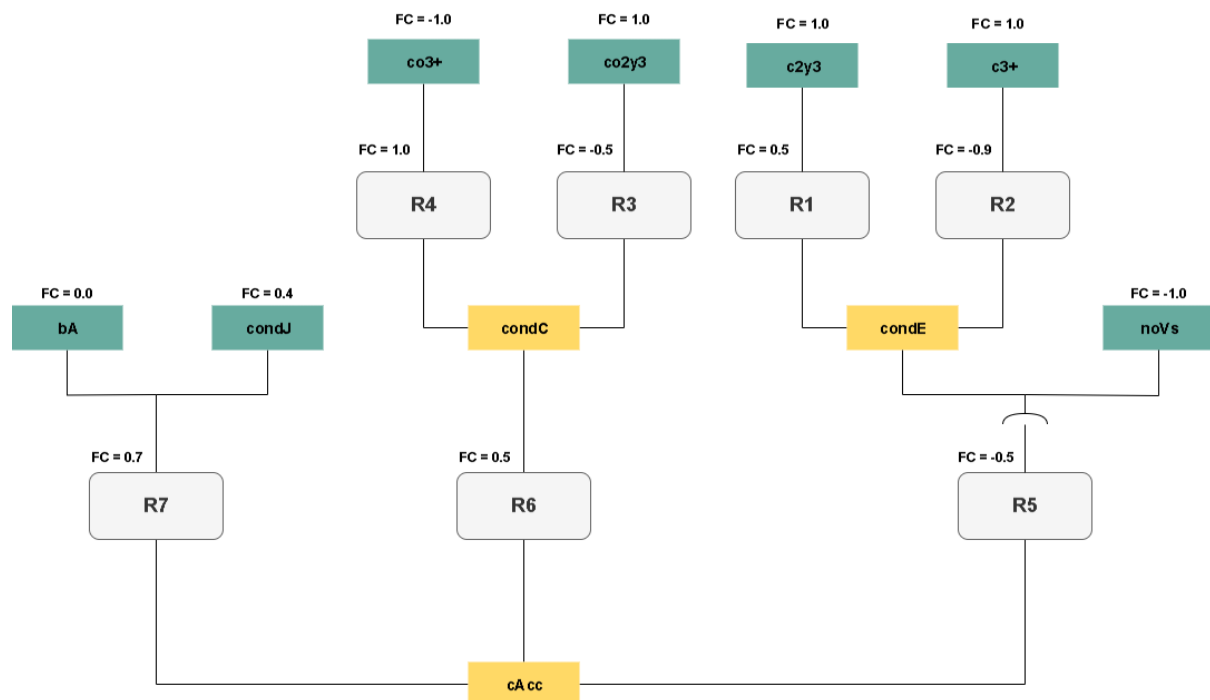 FC = -1.0
FC = 1.0
FC = 1.0
FC = 1.0
co3+
co2y3
c2y3
c3+
FC = 1.0
FC = -0.5
FC = 0.5
FC = -0.9
R4
R3
R1
R2
FC = 0.0
FC = 0.4
FC = -1.0
bA
condJ
condC
condE
noVs
FC = 0.7
FC = 0.5
FC = -0.5
R7
R6
R5
cAcc